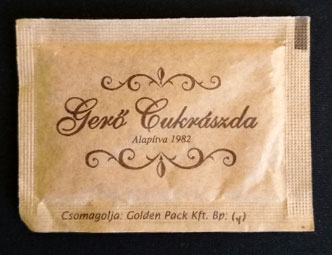 Gerő Cukrászda
Alapítva 1982
Csomagolja: Golden Pack Kft. Bp. (4)